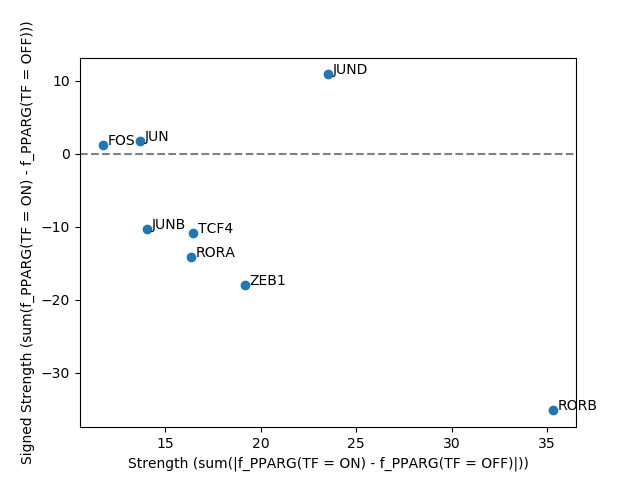 Signed Strength (sum(f_PPARG(TF = ON) - f_PPARG(TF = OFF)))
10
0
−10
−20
−30
JUND
FOS
JUN
JUNB
TCF4
RORA
ZEB1
RORB
15
20
25
30
35
Strength (sum(|f_PPARG(TF = ON) - f_PPARG(TF = OFF)|))